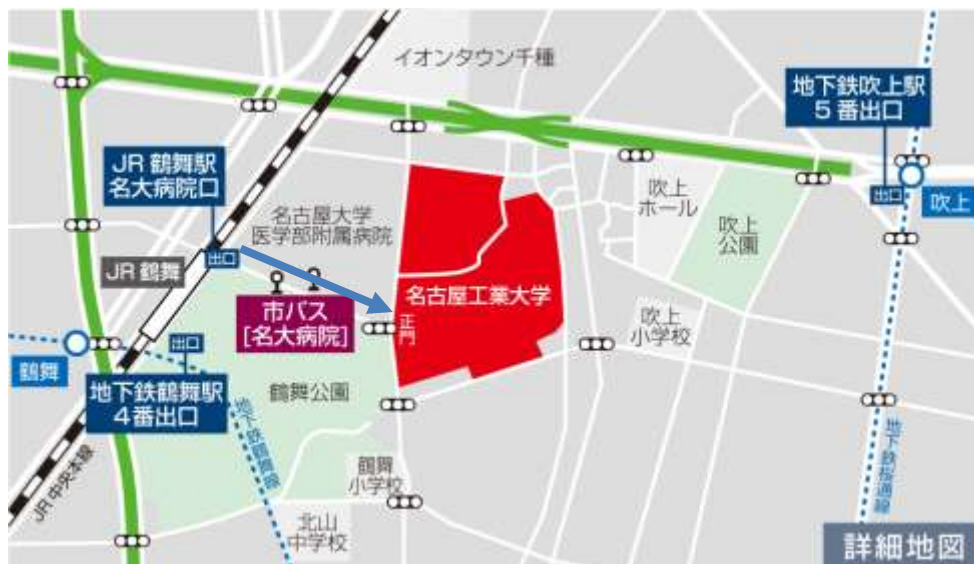 イオンタウン千種
地下鉄吹上駅
5番出口
JR鶴舞駅
名大病院口
出口
吹上
吹上
ホール
名古屋大学
医学部附属病院
吹上
公園
出口
JR鶴舞
名古屋工業大学
市バス
[名大病院]
正門
吹上
小学校
出口
鶴舞
地下鉄鶴舞駅
4番出口
鶴舞公園
地下鉄鶴舞線
地下鉄桜通線
JR中央本線
鶴舞
小学校
北山
中学校
詳細地図